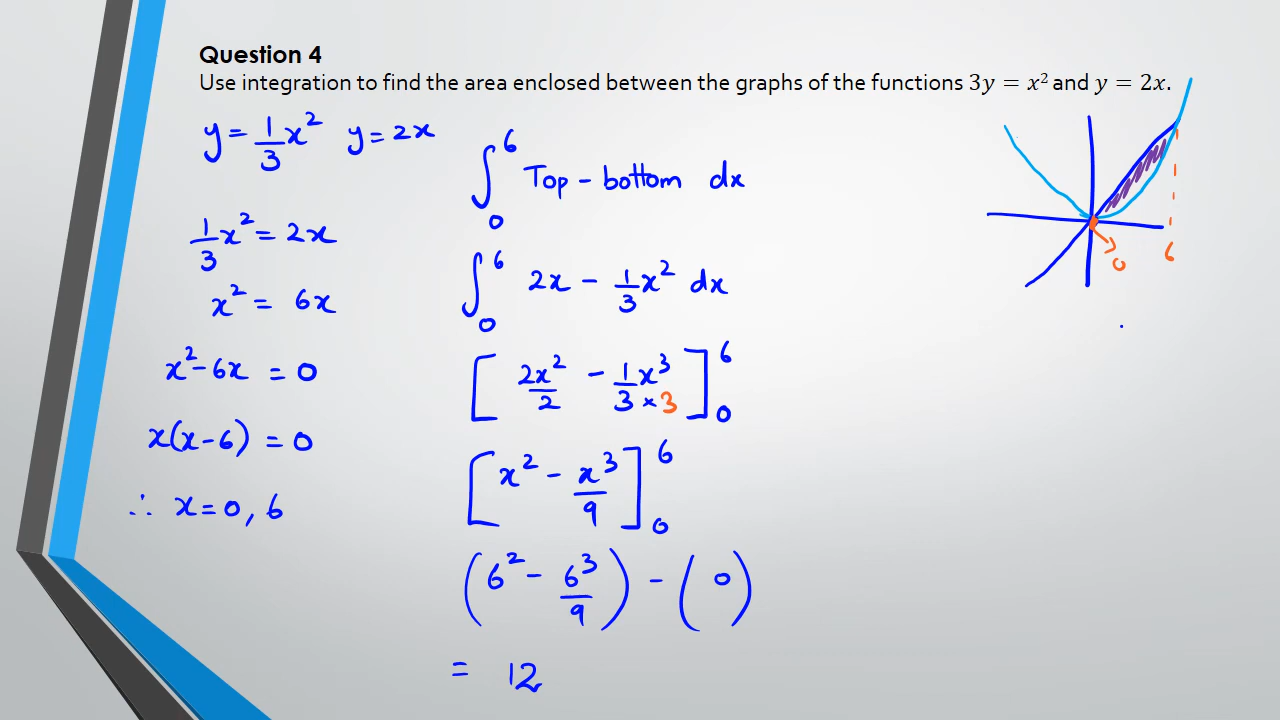 Question 4
Use integration to find the area enclosed between the graphs of the functions 3y = x² and y = 2x.
y = 1/3 x² y = 2x
1/3 x² = 2x
x² = 6x
x² - 6x = 0
x(x - 6) = 0
∴ x = 0, 6
∫₀⁶ Top - bottom dx
∫₀⁶ 2x - 1/3 x² dx
[2x²/2 - 1x³/(3 × 3)]₀⁶
[x² - x³/9]₀⁶
(6² - 6³/9) - (0)
= 12
0 6